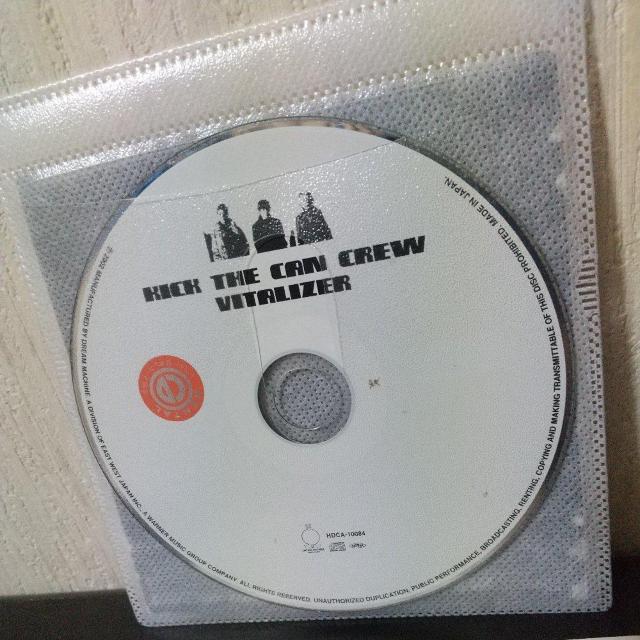 KICK THE CAN CREW
VITALIZER
HDCA-10084
℗ 2002 MANUFACTURED BY DREAM MACHINE. A DIVISION OF EAST WEST JAPAN INC. A WARNER MUSIC GROUP COMPANY. ALL RIGHTS RESERVED. UNAUTHORIZED DUPLICATION, PUBLIC PERFORMANCE, BROADCASTING, RENTING, COPYING AND MAKING TRANSMITTABLE OF THIS DISC PROHIBITED. MADE IN JAPAN.